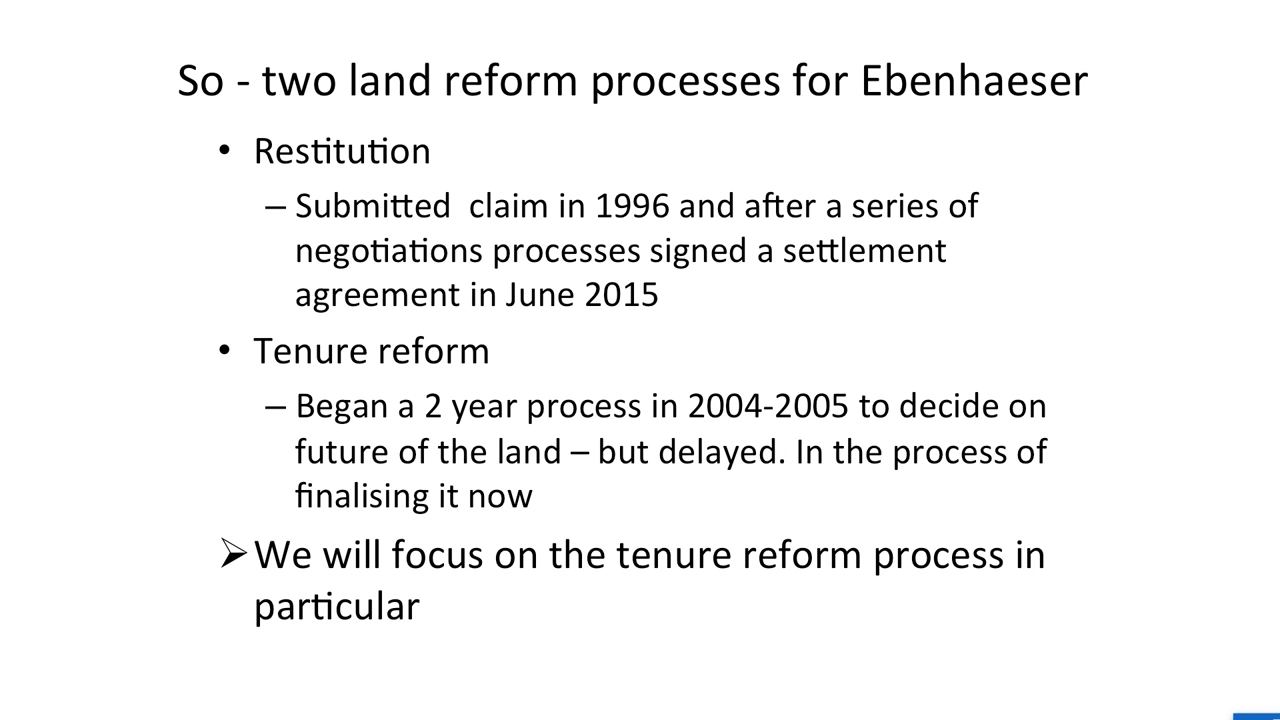 So - two land reform processes for Ebenhaeser
• Restitution
– Submitted  claim in 1996 and after a series of
negotiations processes signed a settlement
agreement in June 2015
• Tenure reform
– Began a 2 year process in 2004-2005 to decide on
future of the land – but delayed. In the process of
finalising it now
➢ We will focus on the tenure reform process in
particular